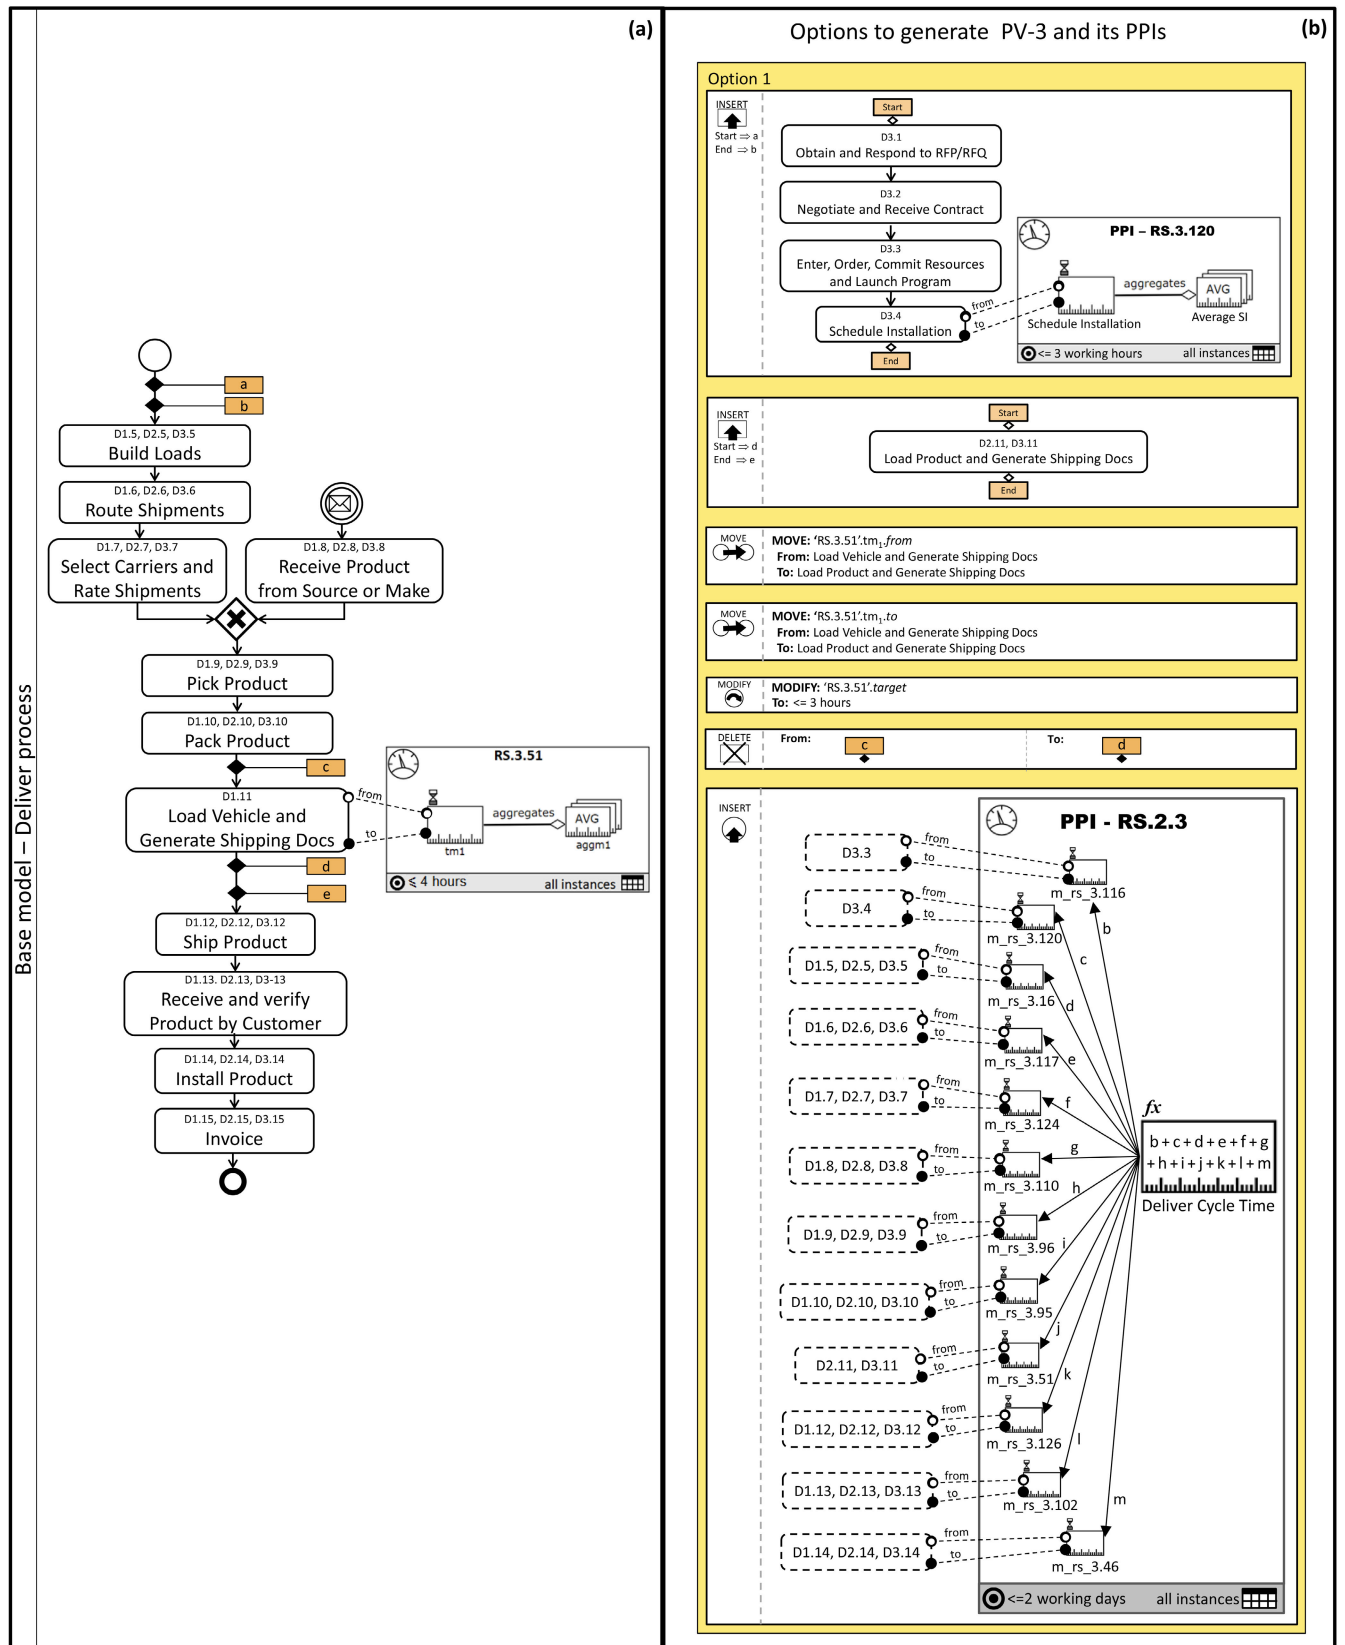 Base model – Deliver process
(a)
a
b
D1.5, D2.5, D3.5
Build Loads
D1.6, D2.6, D3.6
Route Shipments
D1.7, D2.7, D3.7
Select Carriers and
Rate Shipments
D1.8, D2.8, D3.8
Receive Product
from Source or Make
D1.9, D2.9, D3.9
Pick Product
D1.10, D2.10, D3.10
Pack Product
c
D1.11
Load Vehicle and
Generate Shipping Docs
from
to
RS.3.51
tm1
aggregates
AVG
aggm1
⩽ 4 hours
all instances
d
e
D1.12, D2.12, D3.12
Ship Product
D1.13. D2.13, D3-13
Receive and verify
Product by Customer
D1.14, D2.14, D3.14
Install Product
D1.15, D2.15, D3.15
Invoice
Options to generate PV-3 and its PPIs
(b)
Option 1
INSERT
Start ⇒ a
End ⇒ b
Start
D3.1
Obtain and Respond to RFP/RFQ
D3.2
Negotiate and Receive Contract
D3.3
Enter, Order, Commit Resources
and Launch Program
D3.4
Schedule Installation
End
from
to
PPI – RS.3.120
Schedule Installation
aggregates
AVG
Average SI
<= 3 working hours
all instances
INSERT
Start ⇒ d
End ⇒ e
Start
D2.11, D3.11
Load Product and Generate Shipping Docs
End
MOVE
MOVE: ‘RS.3.51’.tm1.from
From: Load Vehicle and Generate Shipping Docs
To: Load Product and Generate Shipping Docs
MOVE
MOVE: ‘RS.3.51’.tm1.to
From: Load Vehicle and Generate Shipping Docs
To: Load Product and Generate Shipping Docs
MODIFY
MODIFY: ‘RS.3.51’.target
To: <= 3 hours
DELETE
From:
c
To:
d
INSERT
PPI - RS.2.3
D3.3
from
to
m_rs_3.116
b
D3.4
from
to
m_rs_3.120
c
D1.5, D2.5, D3.5
from
to
m_rs_3.16
d
D1.6, D2.6, D3.6
from
to
m_rs_3.117
e
D1.7, D2.7, D3.7
from
to
m_rs_3.124
f
D1.8, D2.8, D3.8
from
to
m_rs_3.110
g
D1.9, D2.9, D3.9
from
to
m_rs_3.96
h
D1.10, D2.10, D3.10
from
to
m_rs_3.95
i
D2.11, D3.11
from
to
m_rs_3.51
j
D1.12, D2.12, D3.12
from
to
m_rs_3.126
k
D1.13, D2.13, D3.13
from
to
m_rs_3.102
l
D1.14, D2.14, D3.14
from
to
m_rs_3.46
m
fx
b+c+d+e+f+g
+h+i+j+k+l+m
Deliver Cycle Time
<=2 working days
all instances